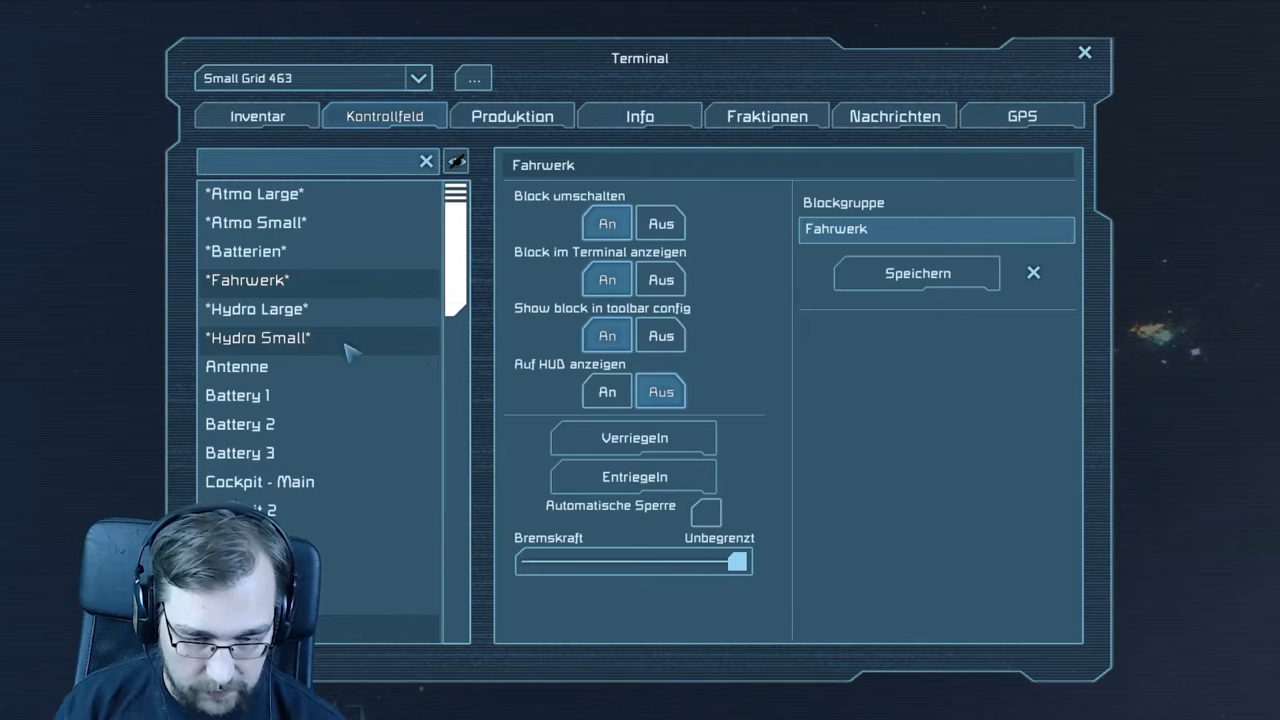 Terminal
Small Grid 463
...
Inventar
Kontrollfeld
Produktion
Info
Fraktionen
Nachrichten
GPS
*Atmo Large*
*Atmo Small*
*Batterien*
*Fahrwerk*
*Hydro Large*
*Hydro Small*
Antenne
Battery 1
Battery 2
Battery 3
Cockpit - Main
2
Fahrwerk
Block umschalten
An Aus
Block im Terminal anzeigen
An Aus
Show block in toolbar config
An Aus
Auf HUD anzeigen
An Aus
Verriegeln
Entriegeln
Automatische Sperre
Bremskraft Unbegrenzt
Blockgruppe
Fahrwerk
Speichern